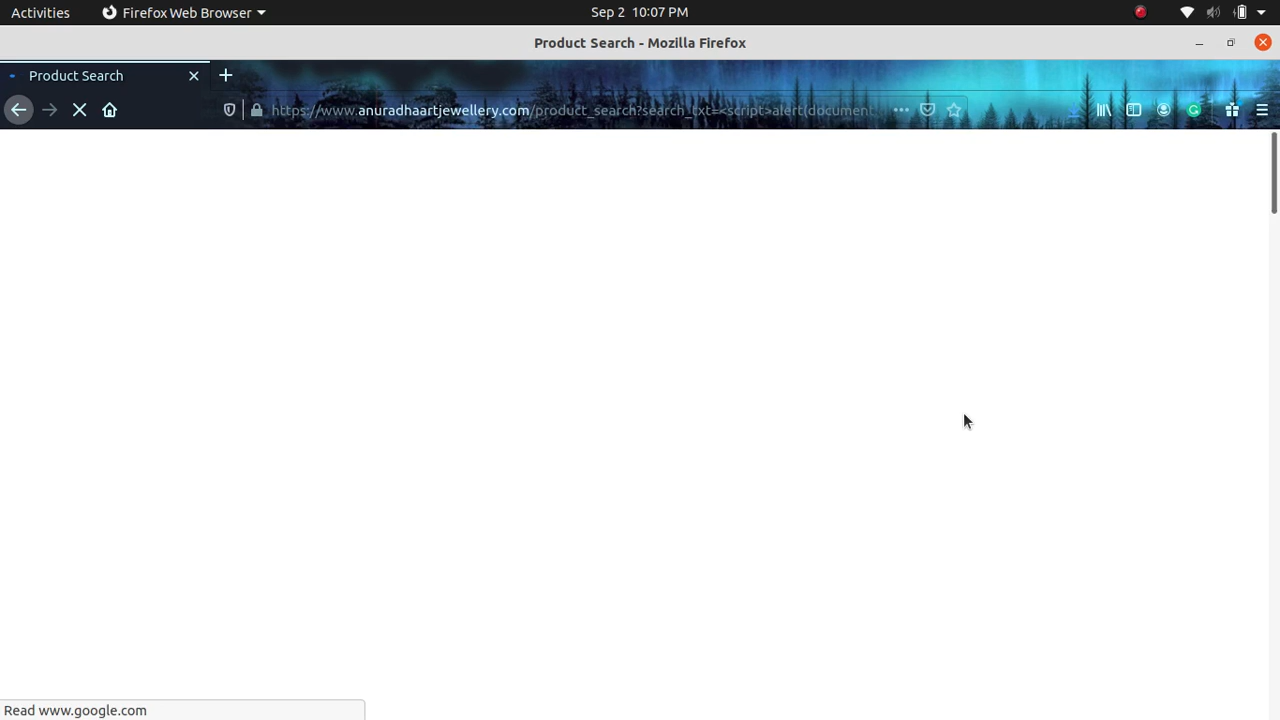 Activities Firefox Web Browser Sep 2 10:07 PM
Product Search - Mozilla Firefox
Product Search
https://www.anuradhaartjewellery.com/product_search?search_txt=<script>alert(document
Read www.google.com